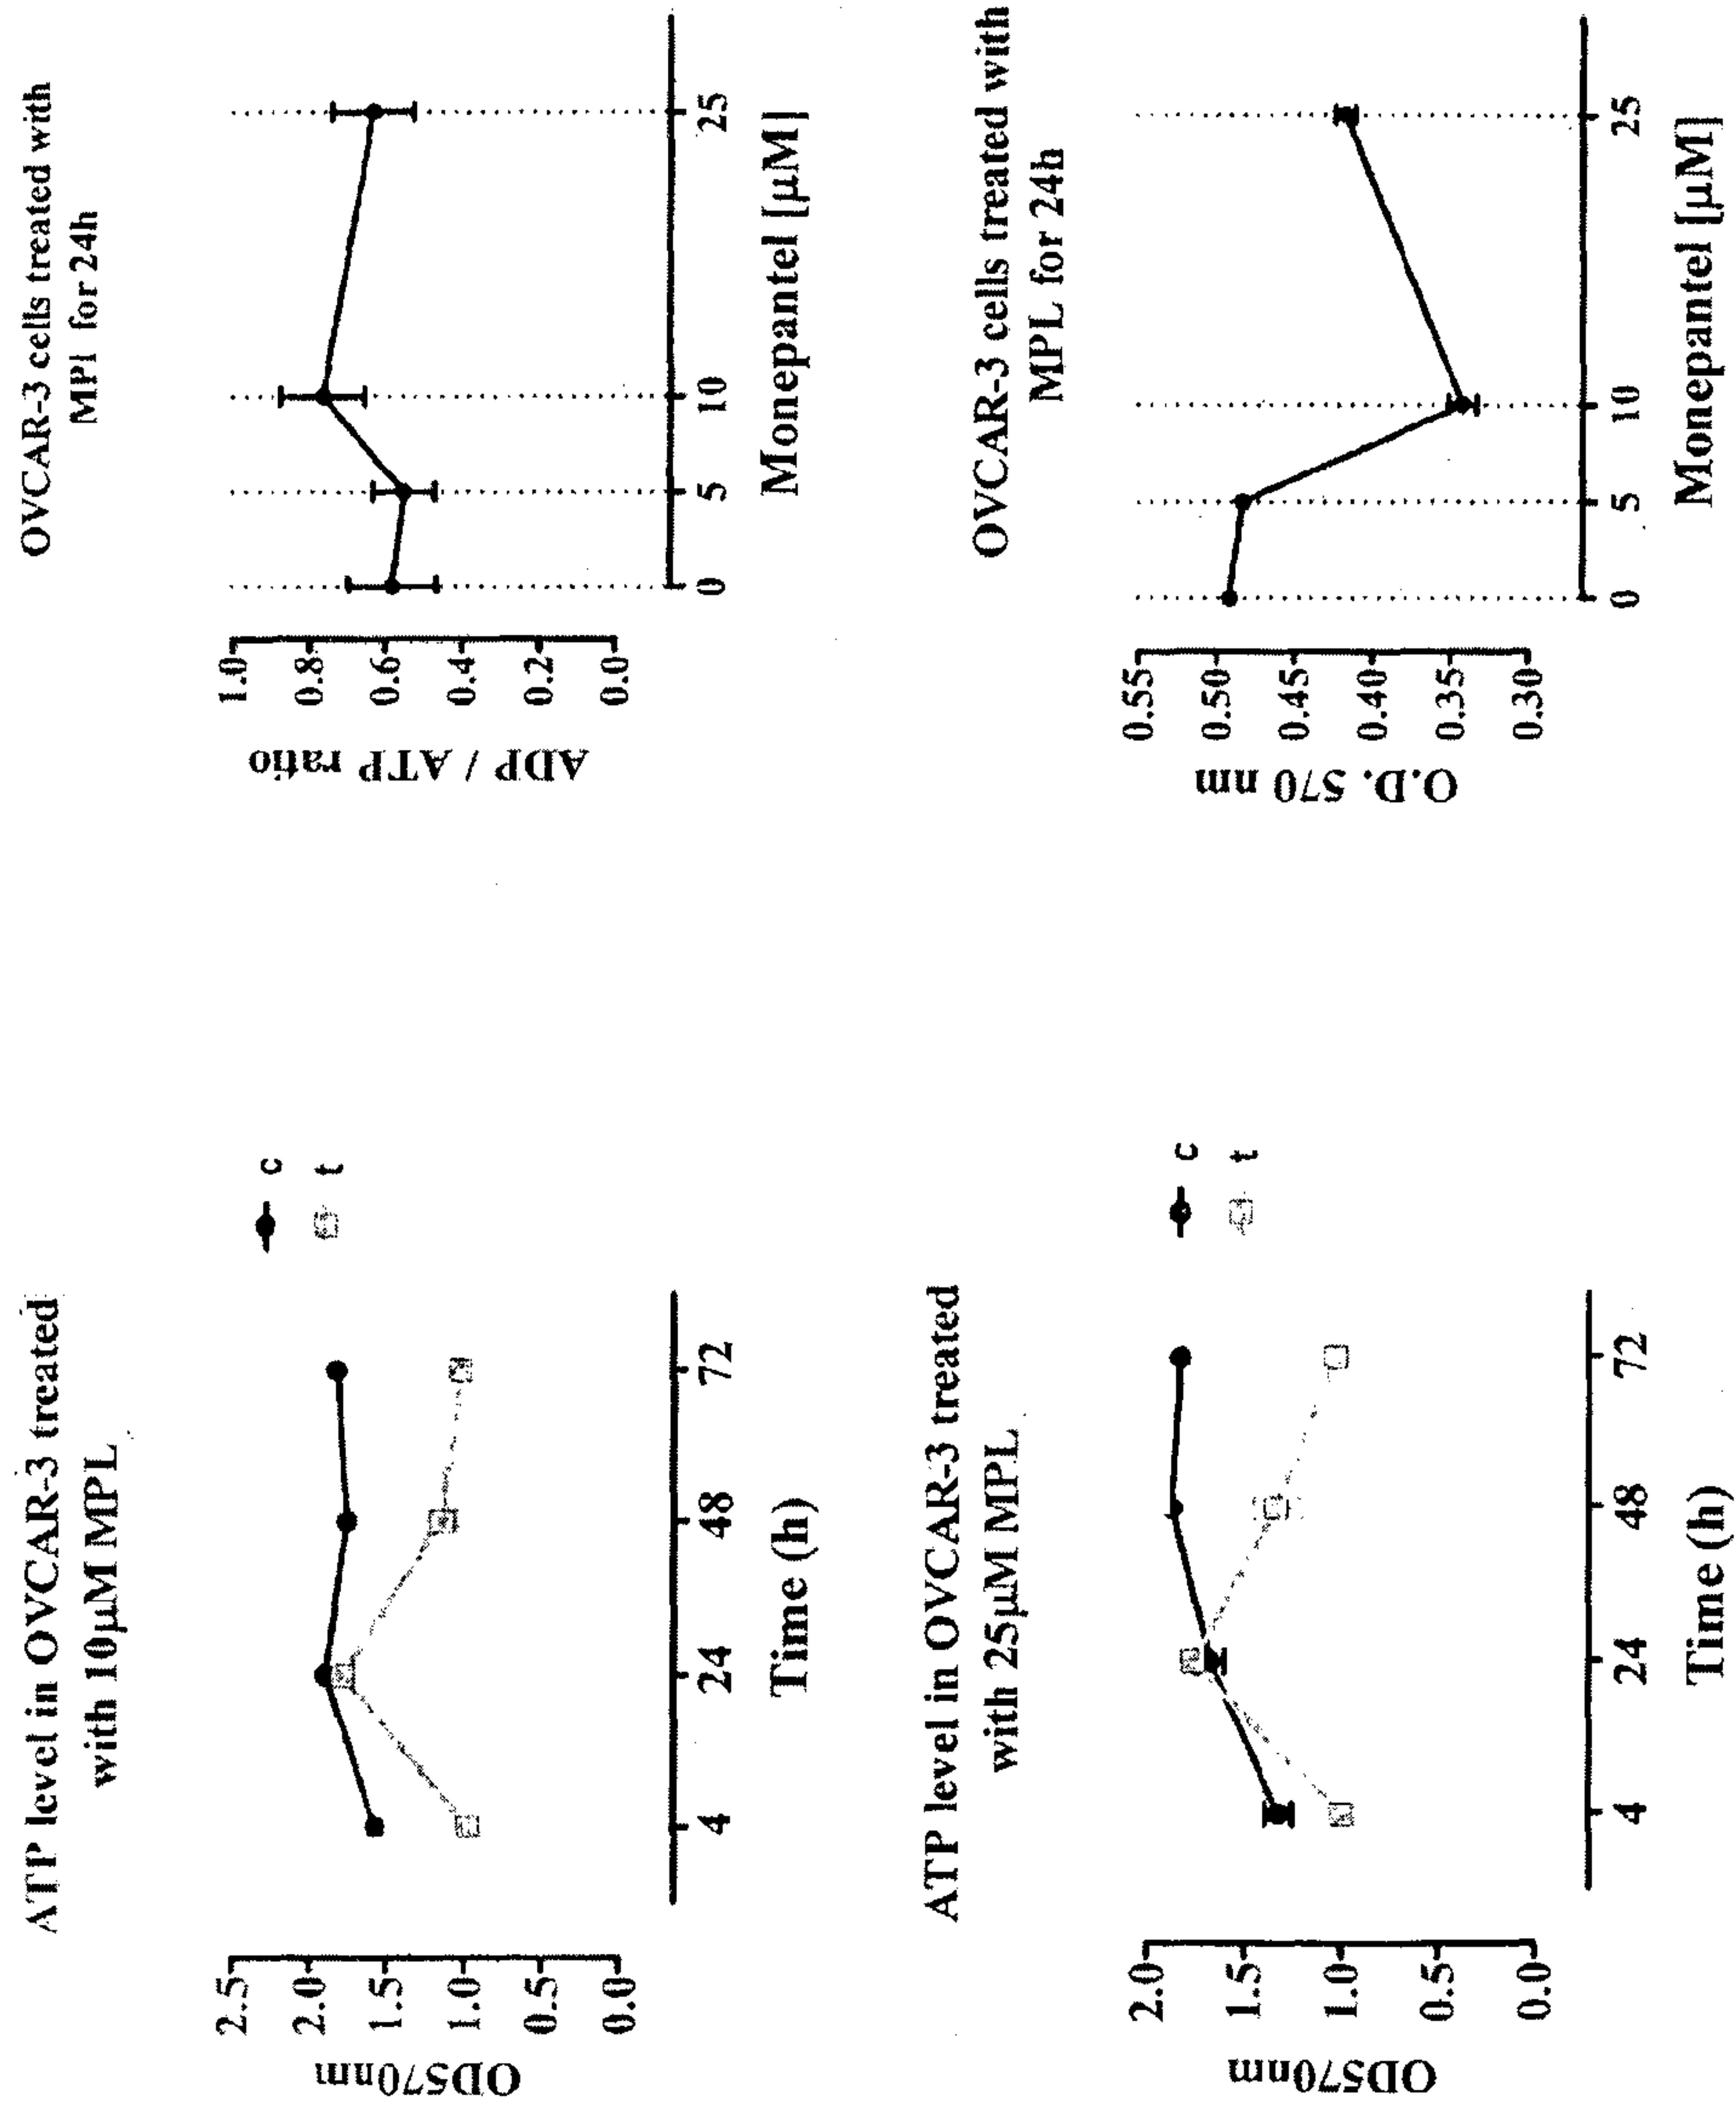 ATP level in OVCAR-3 treated
with 10µM MPL
OD570nm
2.5
2.0
1.5
1.0
0.5
0.0
4
24
48
72
Time (h)
c
t
OVCAR-3 cells treated with
MPl for 24h
ADP / ATP ratio
1.0
0.8
0.6
0.4
0.2
0.0
0
5
10
25
Monepantel [µM]
ATP level in OVCAR-3 treated
with 25µM MPL
OD570nm
2.0
1.5
1.0
0.5
0.0
4
24
48
72
Time (h)
c
t
OVCAR-3 cells treated with
MPL for 24h
O.D. 570 nm
0.55
0.50
0.45
0.40
0.35
0.30
0
5
10
25
Monepantel [µM]